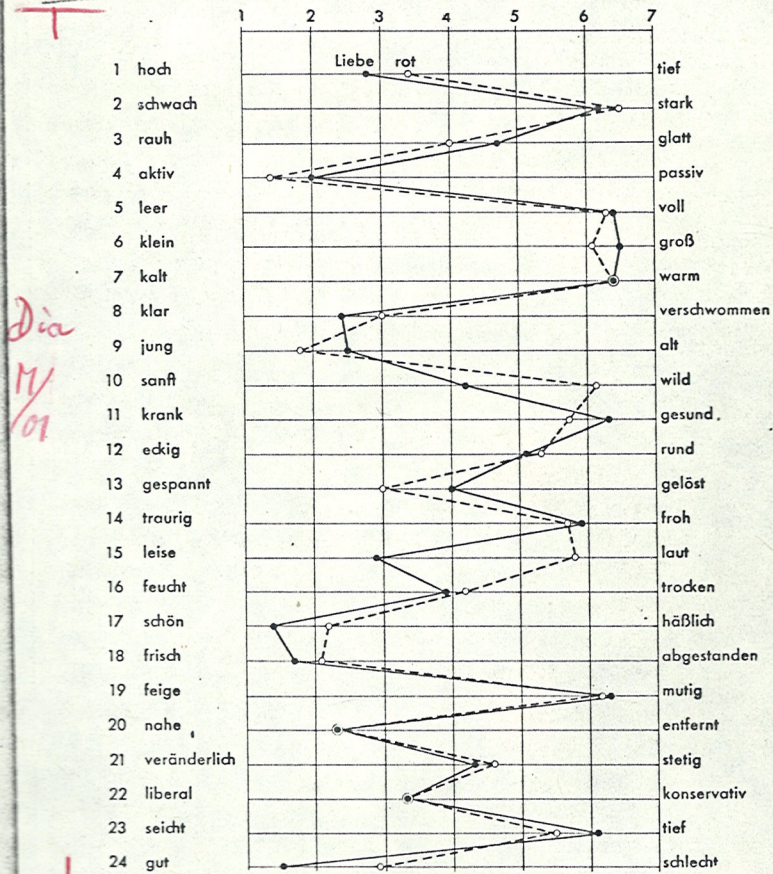 1 2 3 4 5 6 7
Liebe rot
1 hoch tief
2 schwach stark
3 rauh glatt
4 aktiv passiv
5 leer voll
6 klein groß
7 kalt warm
8 klar verschwommen
9 jung alt
10 sanft wild
11 krank gesund.
12 eckig rund
13 gespannt gelöst
14 traurig froh
15 leise laut
16 feucht trocken
17 schön häßlich
18 frisch abgestanden
19 feige mutig
20 nahe entfernt
21 veränderlich stetig
22 liberal konservativ
23 seicht tief
24 gut schlecht
Dia
M/
/01